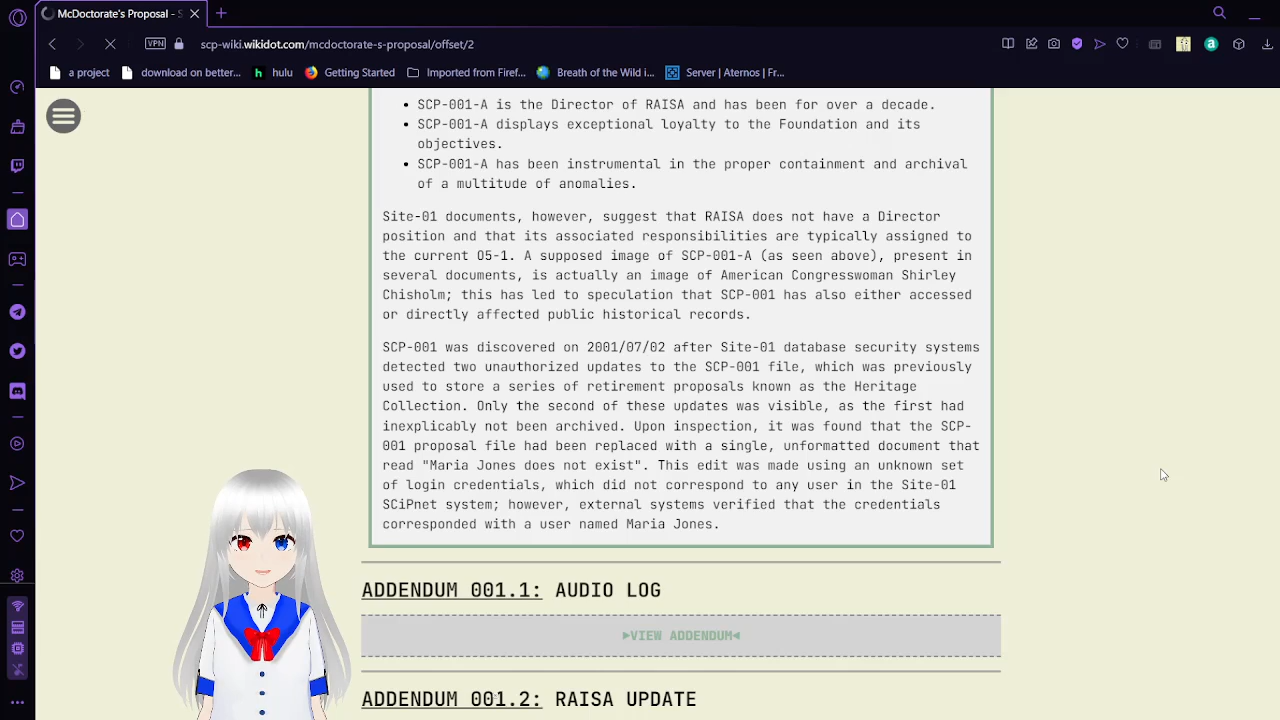 McDoctorate's Proposal - S
VPN
scp-wiki.wikidot.com/mcdoctorate-s-proposal/offset/2
a project
download on better...
hulu
Getting Started
Imported from Firef...
Breath of the Wild i...
Server | Aternos | Fr...
• SCP-001-A is the Director of RAISA and has been for over a decade.
• SCP-001-A displays exceptional loyalty to the Foundation and its
objectives.
• SCP-001-A has been instrumental in the proper containment and archival
of a multitude of anomalies.
Site-01 documents, however, suggest that RAISA does not have a Director
position and that its associated responsibilities are typically assigned to
the current O5-1. A supposed image of SCP-001-A (as seen above), present in
several documents, is actually an image of American Congresswoman Shirley
Chisholm; this has led to speculation that SCP-001 has also either accessed
or directly affected public historical records.
SCP-001 was discovered on 2001/07/02 after Site-01 database security systems
detected two unauthorized updates to the SCP-001 file, which was previously
used to store a series of retirement proposals known as the Heritage
Collection. Only the second of these updates was visible, as the first had
inexplicably not been archived. Upon inspection, it was found that the SCP-
001 proposal file had been replaced with a single, unformatted document that
read "Maria Jones does not exist". This edit was made using an unknown set
of login credentials, which did not correspond to any user in the Site-01
SCiPnet system; however, external systems verified that the credentials
corresponded with a user named Maria Jones.
ADDENDUM 001.1: AUDIO LOG
▶VIEW ADDENDUM◀
ADDENDUM 001.2: RAISA UPDATE